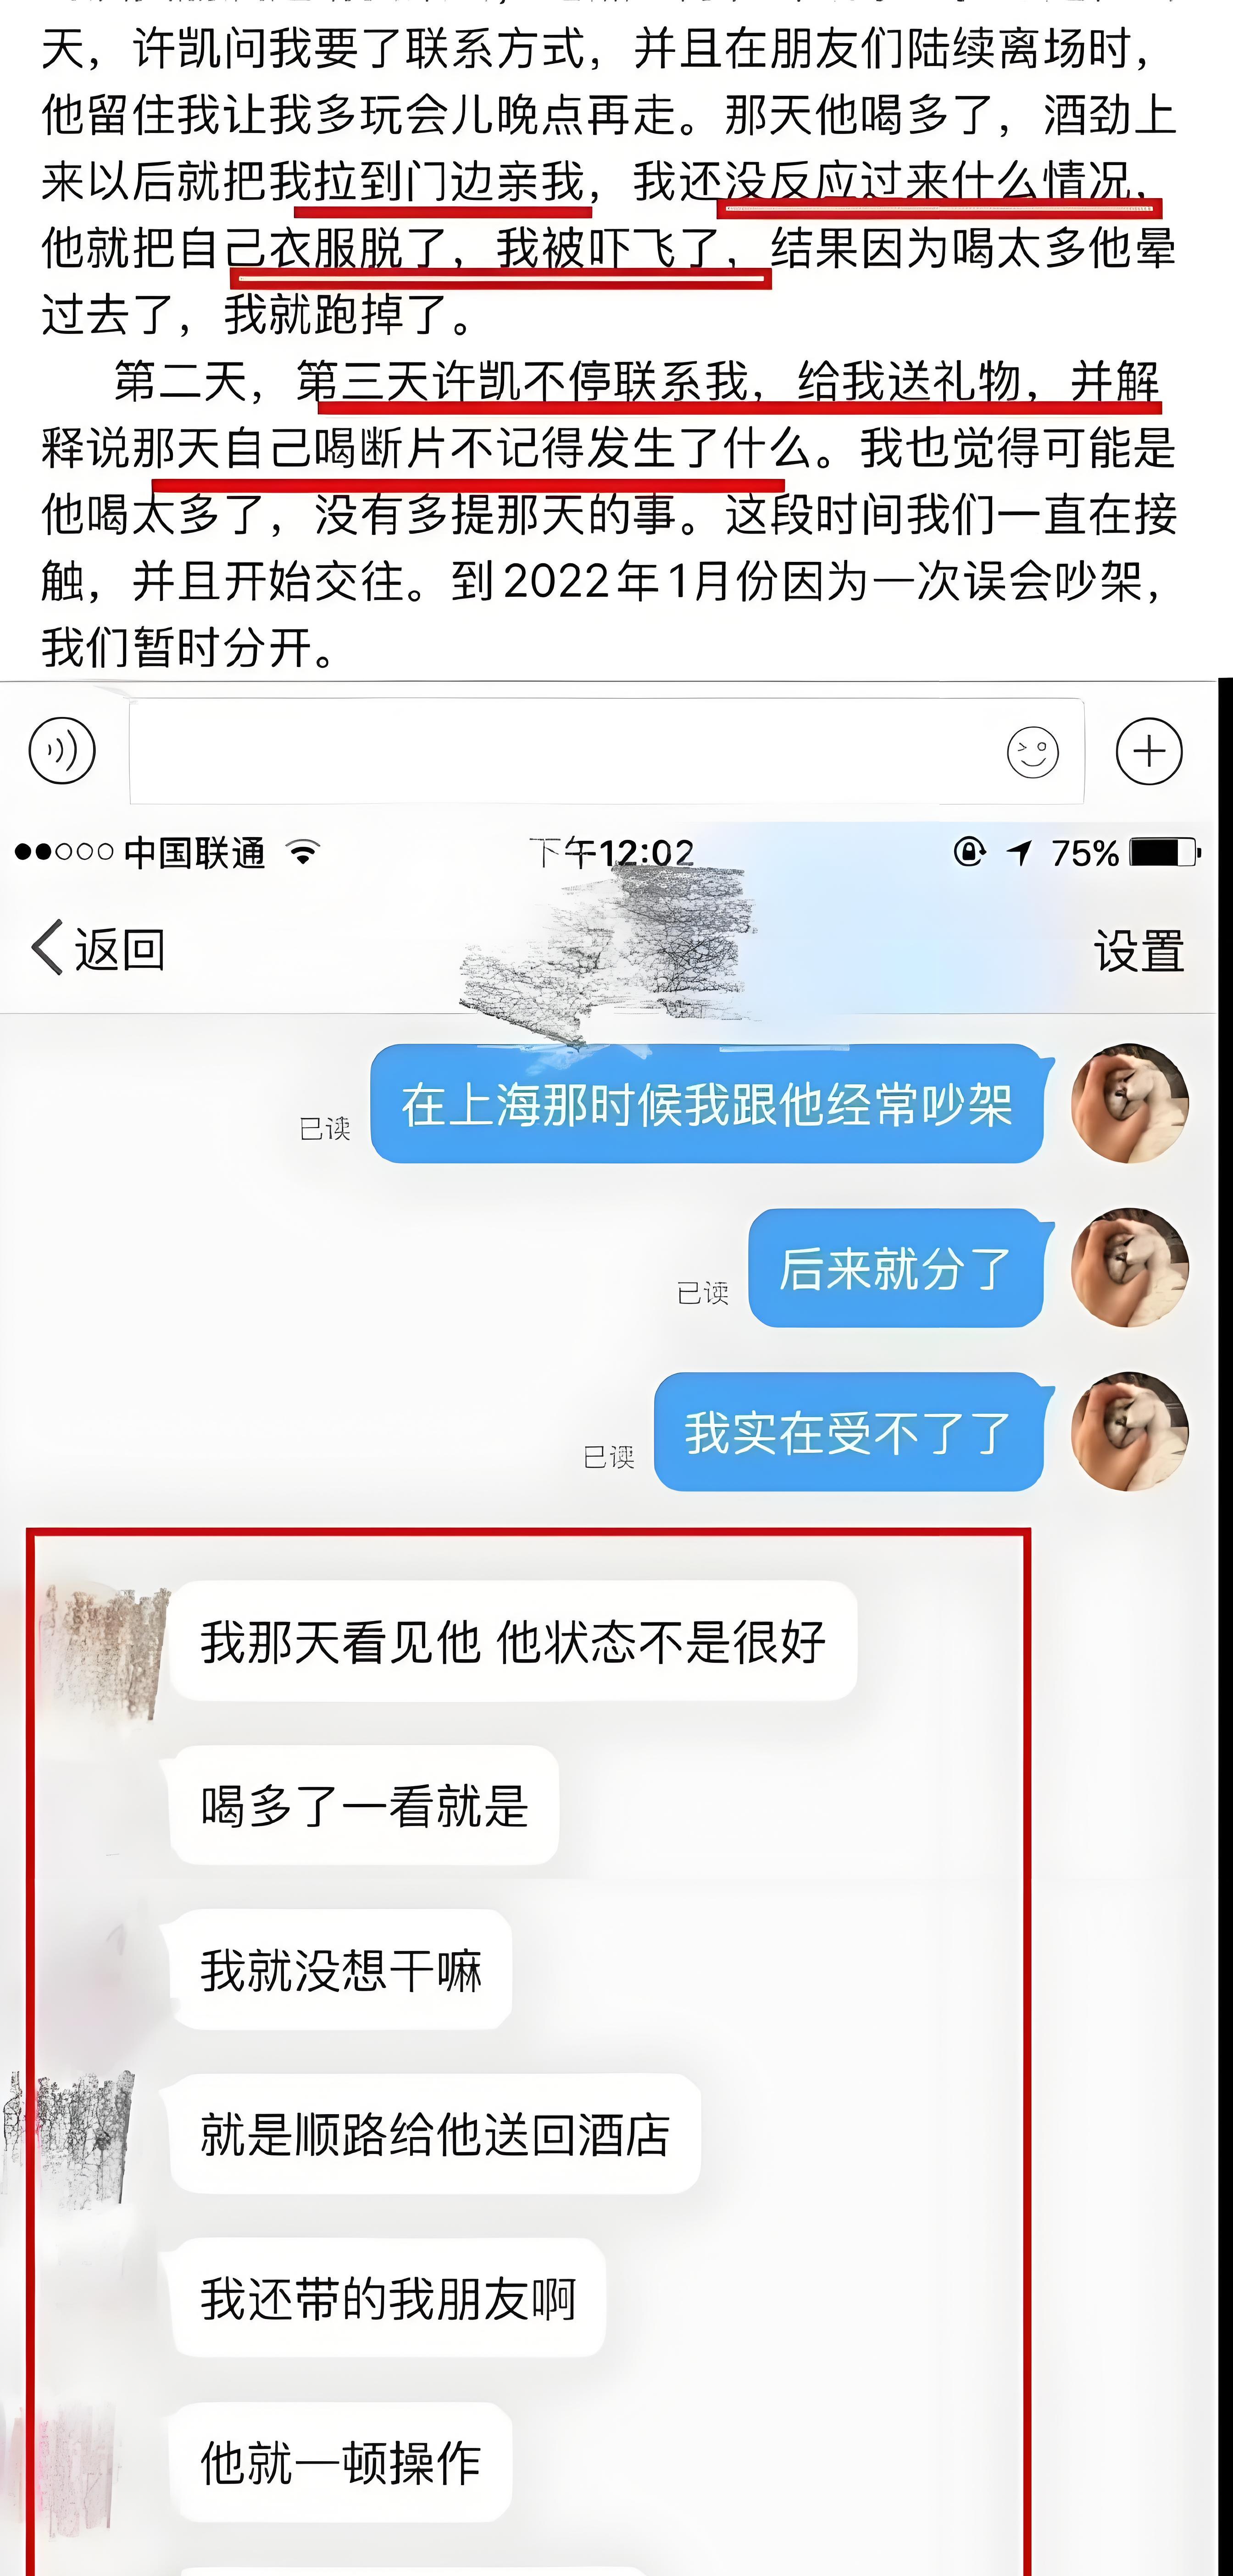 天，许凯问我要了联系方式，并且在朋友们陆续离场时，
他留住我让我多玩会儿晚点再走。那天他喝多了，酒劲上
来以后就把我拉到门边亲我，我还没反应过来什么情况，
他就把自己衣服脱了，我被吓飞了，结果因为喝太多他晕
过去了，我就跑掉了。
第二天，第三天许凯不停联系我，给我送礼物，并解
释说那天自己喝断片不记得发生了什么。我也觉得可能是
他喝太多了，没有多提那天的事。这段时间我们一直在接
触，并且开始交往。到2022年1月份因为一次误会吵架，
我们暂时分开。
中国联通 下午12:02 75%
返回 设置
在上海那时候我跟他经常吵架
已读
后来就分了
已读
我实在受不了了
已读
我那天看见他 他状态不是很好
喝多了一看就是
我就没想干嘛
就是顺路给他送回酒店
我还带的我朋友啊
他就一顿操作